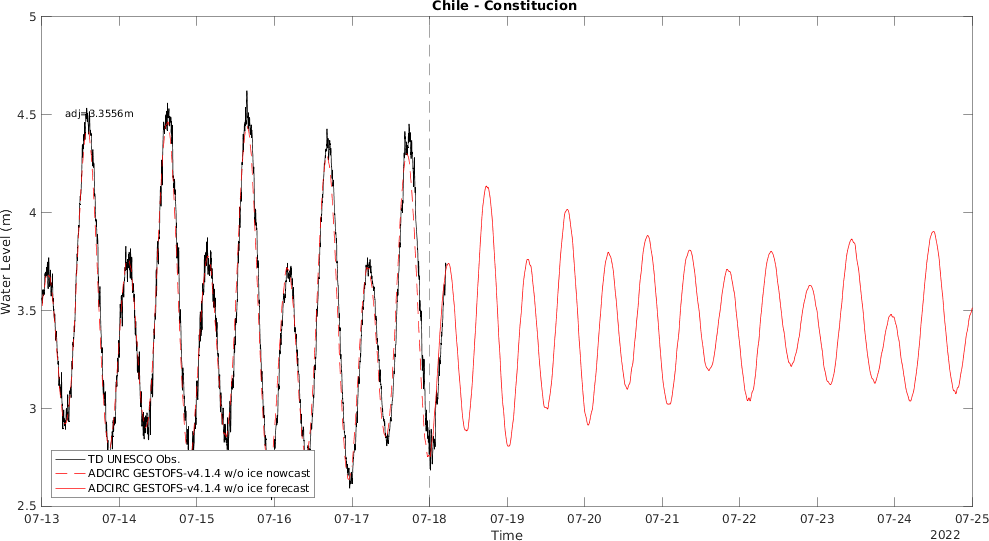 Chile - Constitucion
5
4.5
4
3.5
3
2.5
Water Level (m)
adj=3.3556m
TD UNESCO Obs.
ADCIRC GESTOFS-v4.1.4 w/o ice nowcast
ADCIRC GESTOFS-v4.1.4 w/o ice forecast
07-13 07-14 07-15 07-16 07-17 07-18 07-19 07-20 07-21 07-22 07-23 07-24 07-25
Time
2022